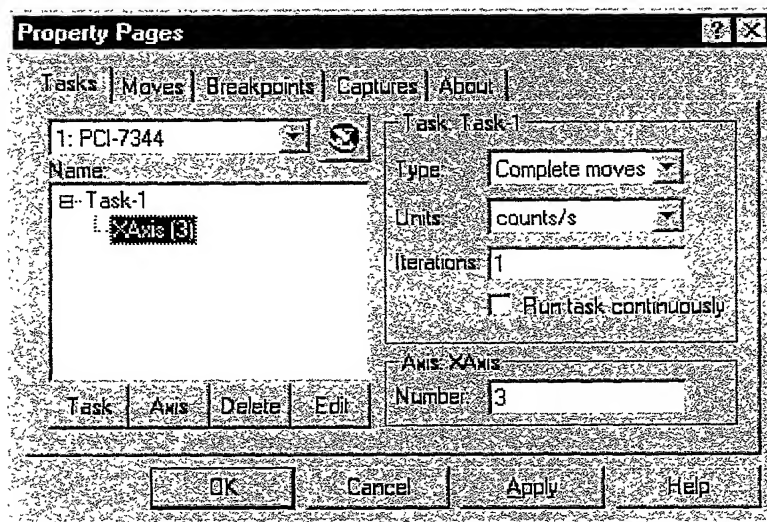 Property Pages
Tasks Moves Breakpoints Captures About
1: PCI-7344
Name:
Task-1
XAxis (3)
Task Axis Delete Edit
Task: Task-1
Type: Complete moves
Units: counts/s
Iterations: 1
Run task continuously
Axis: XAxis
Number: 3
OK Cancel Apply Help